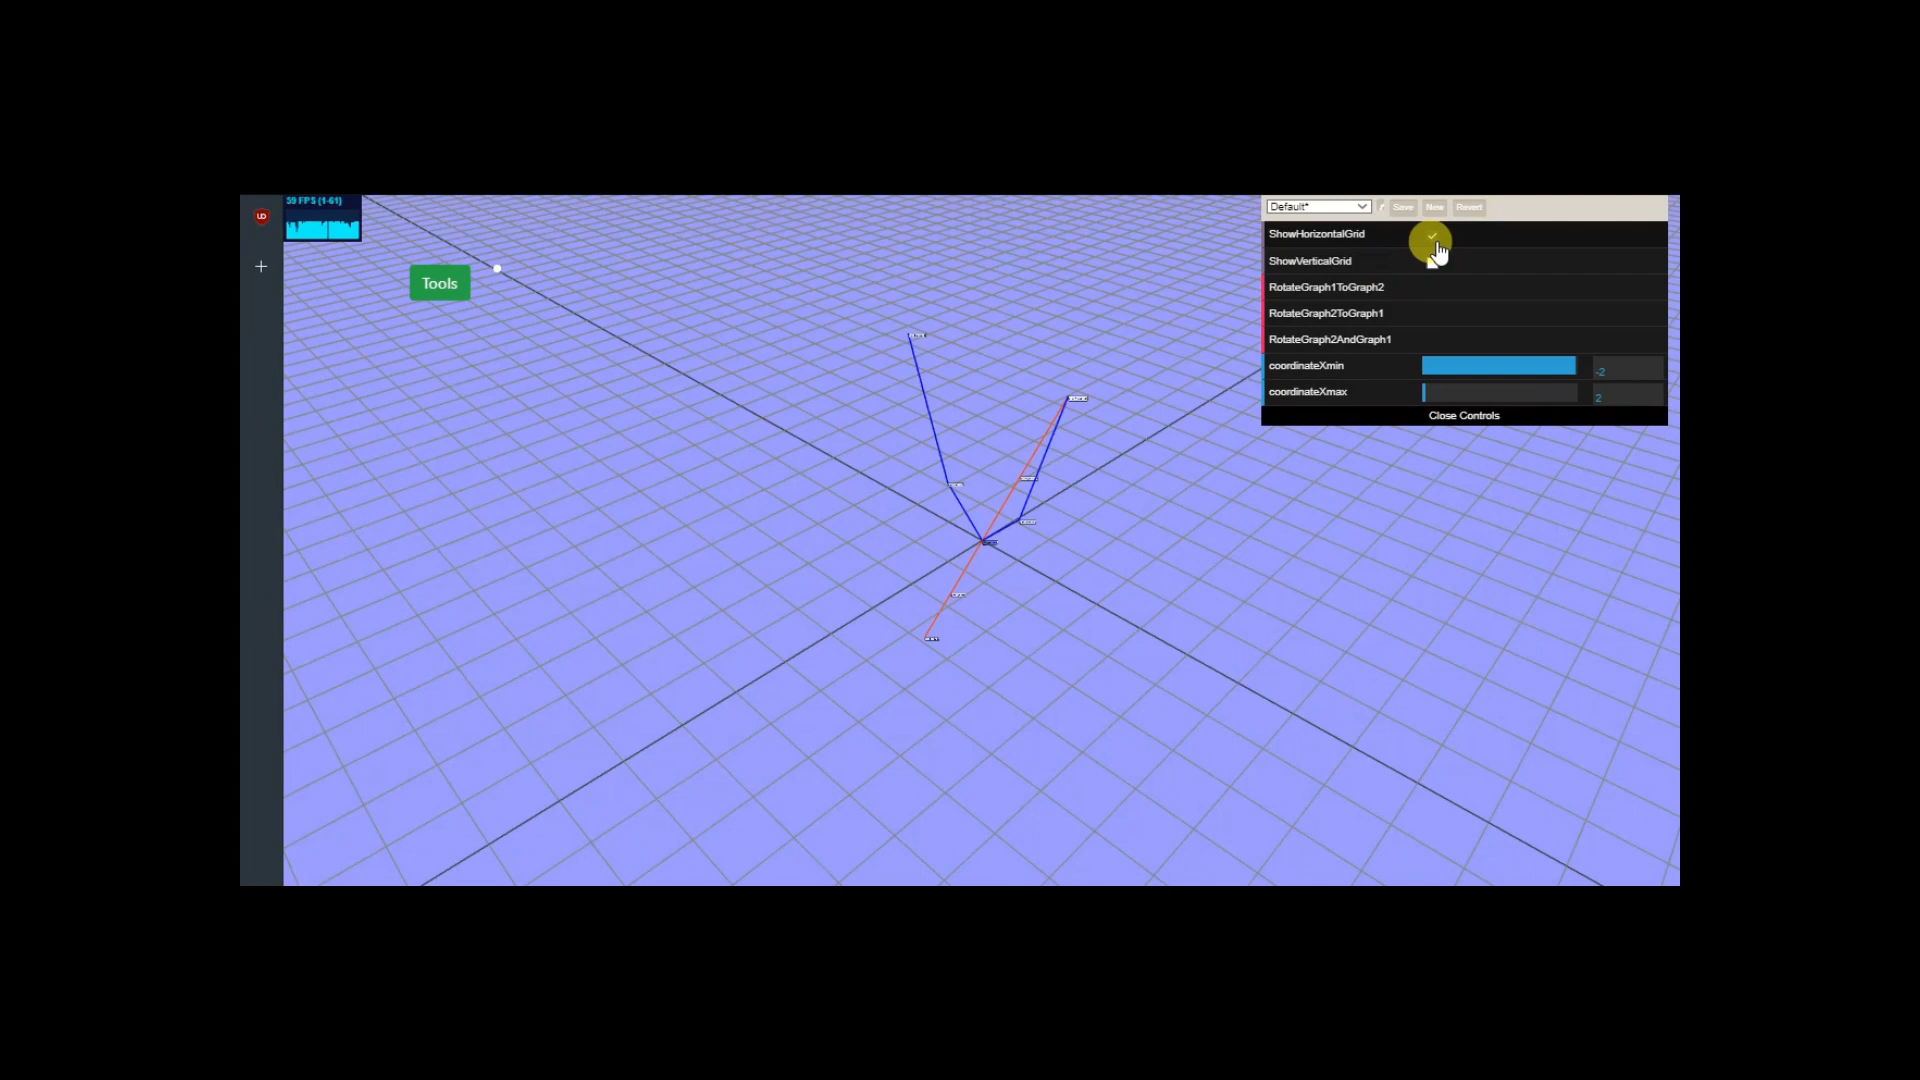 59 FPS (1-61)
Tools
Default*
Save
New
Revert
ShowHorizontalGrid
ShowVerticalGrid
RotateGraph1ToGraph2
RotateGraph2ToGraph1
RotateGraph2AndGraph1
coordinateXmin
-2
coordinateXmax
2
Close Controls